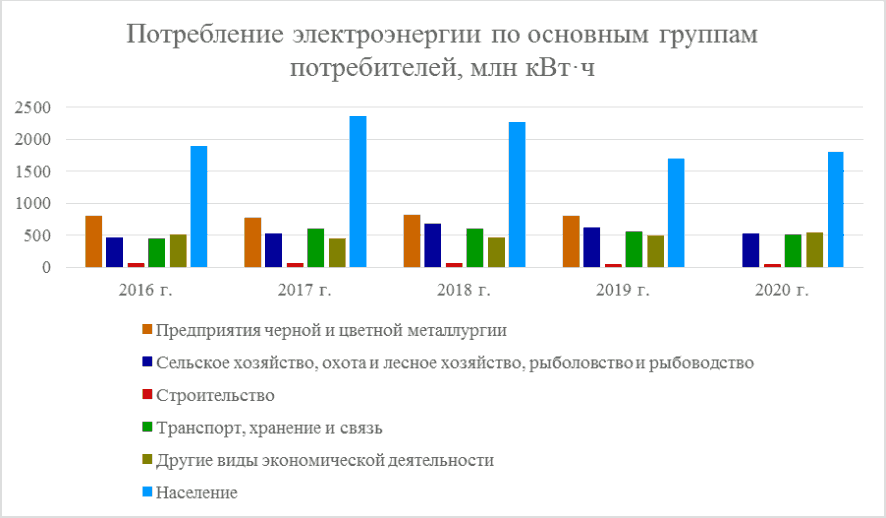 Потребление электроэнергии по основным группам
потребителей, млн кВт·ч
2500
2000
1500
1000
500
0
2016 г.
2017 г.
2018 г.
2019 г.
2020 г.
Предприятия черной и цветной металлургии
Сельское хозяйство, охота и лесное хозяйство, рыболовство и рыбоводство
Строительство
Транспорт, хранение и связь
Другие виды экономической деятельности
Население